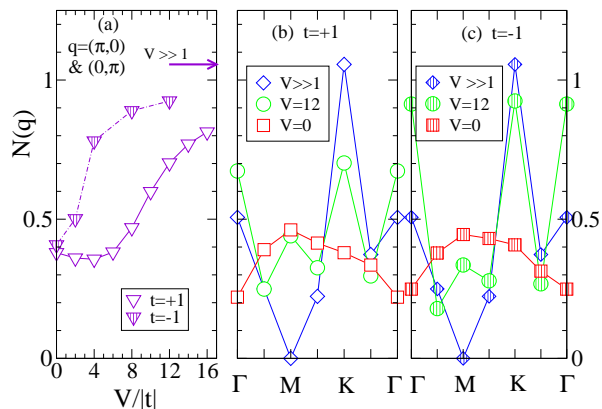 (a)
q=(π,0)
& (0,π)
V >>1
t=+1
t=-1
N(q)
1
0.5
0
0 4 8 12 16
V/|t|
(b) t=+1
V>>1
V=12
V=0
Γ M K Γ
(c) t=-1
V>>1
V=12
V=0
1
0.5
0
Γ M K Γ